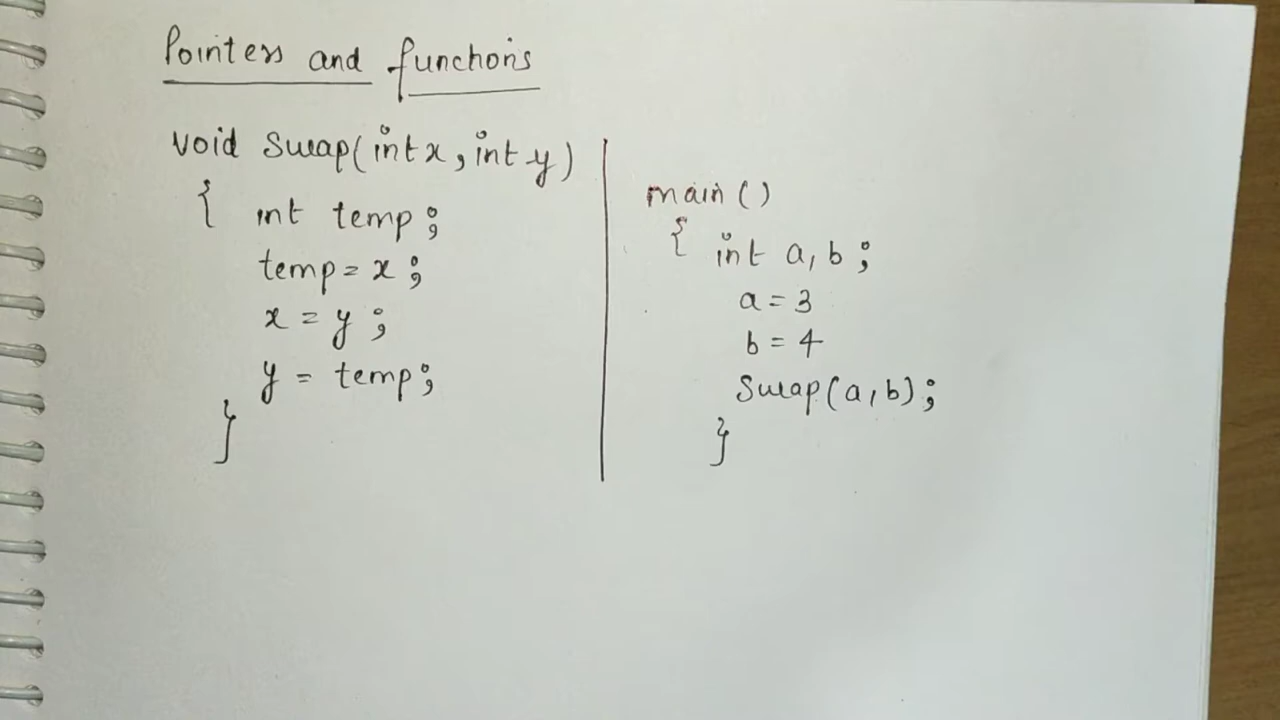 Pointers and functions
void Swap(int x, int y)
{ int temp;
temp = x;
x = y;
y = temp;
}
main()
{ int a, b;
a = 3
b = 4
Swap(a, b);
}